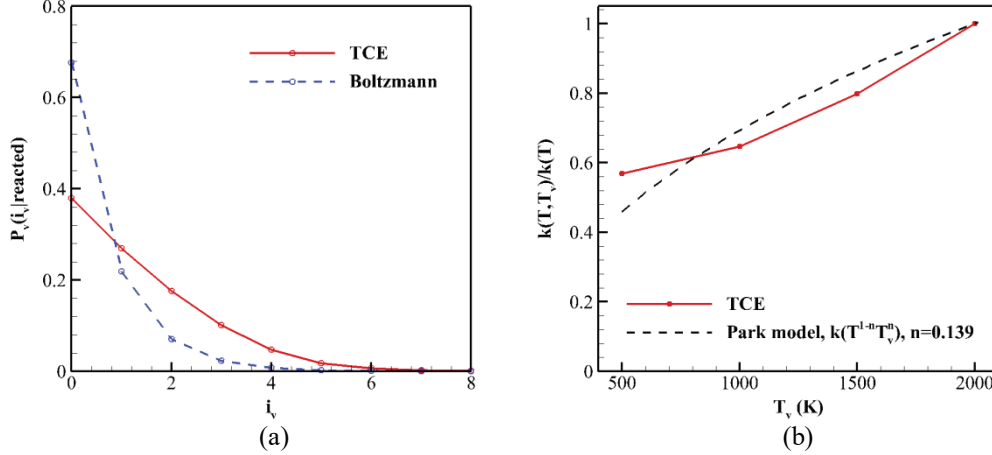 0.8
0.6
0.4
0.2
0
P_v(i_v|reacted)
TCE
Boltzmann
0 2 4 6 8
i_v
(a)
1
0.8
0.6
0.4
0.2
0
k(T,T_v)/k(T)
TCE
Park model, k(T^{1-n}T_v^n), n=0.139
500 1000 1500 2000
T_v (K)
(b)